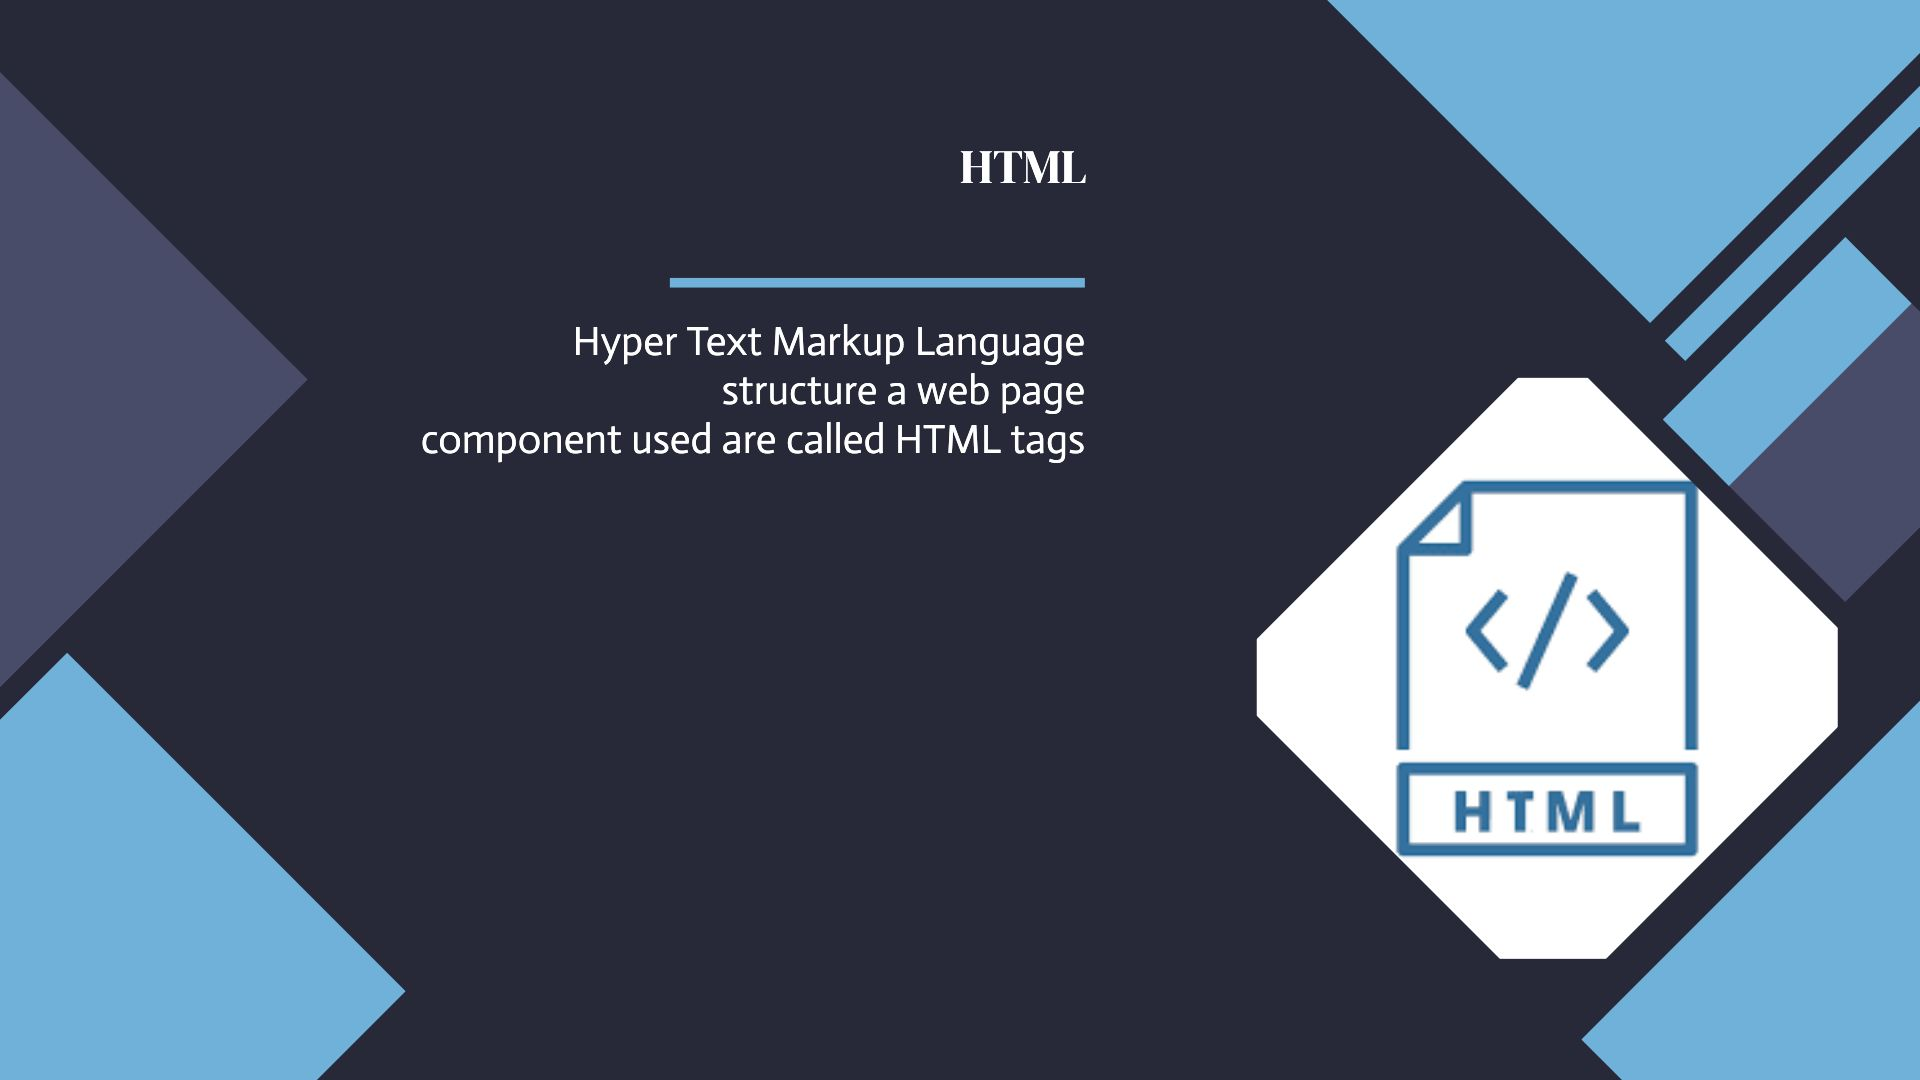 HTML
Hyper Text Markup Language
structure a web page
component used are called HTML tags
</>
HTML